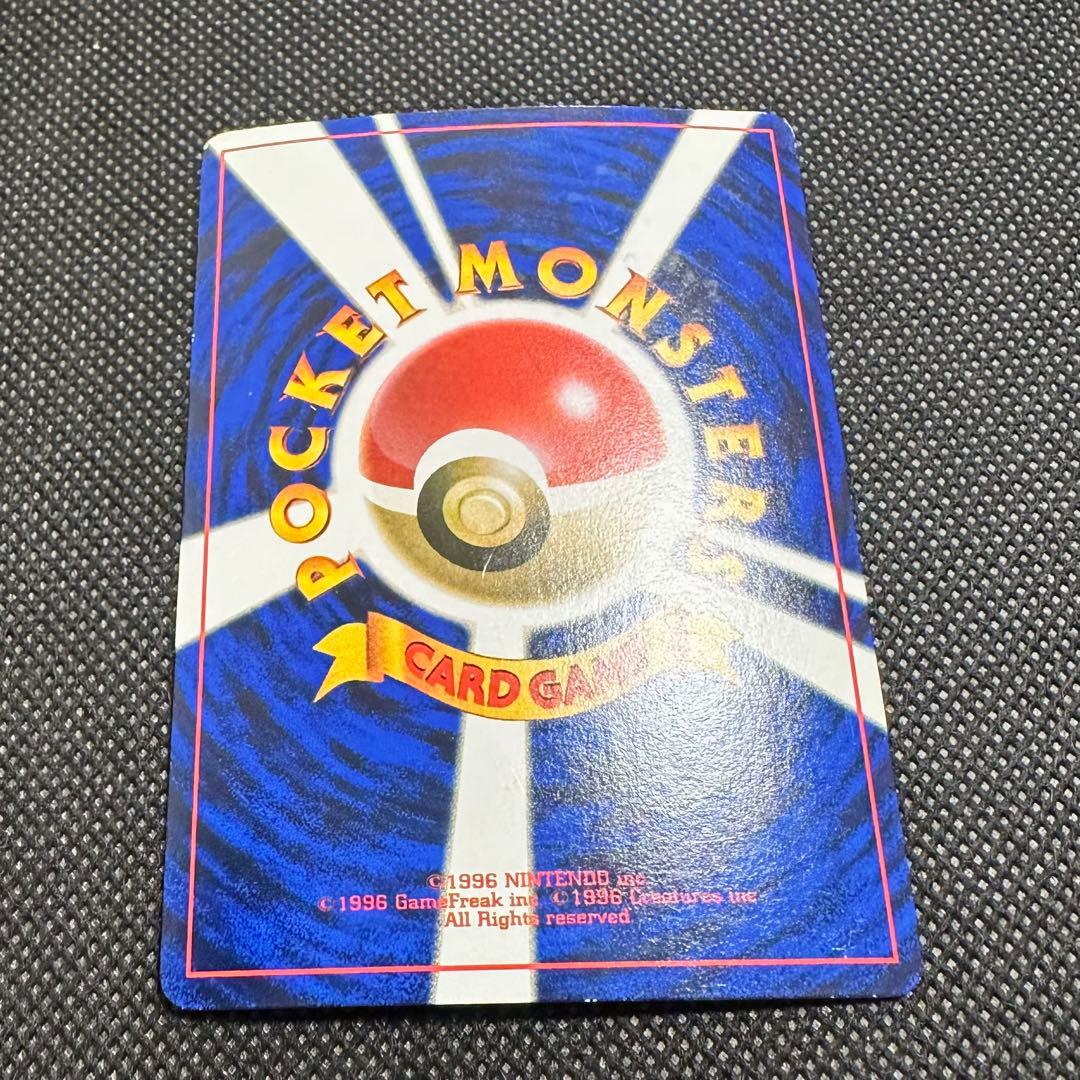 POCKET MONSTERS
CARD GAME
©1996 NINTENDO inc
©1996 GameFreak inc. ©1996 Creatures inc
All Rights reserved